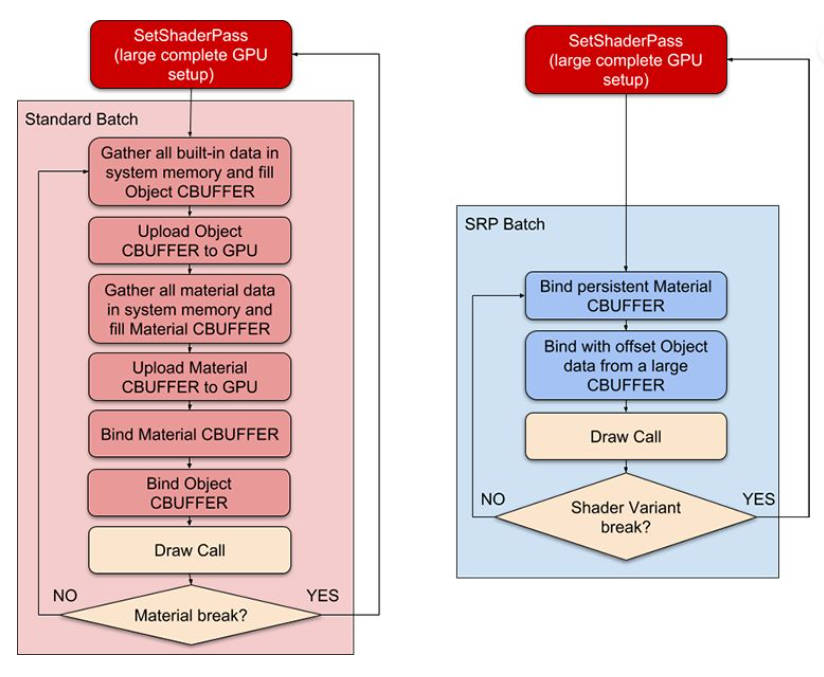 SetShaderPass
(large complete GPU
setup)
Standard Batch
Gather all built-in data in
system memory and fill
Object CBUFFER
Upload Object
CBUFFER to GPU
Gather all material data
in system memory and
fill Material CBUFFER
Upload Material
CBUFFER to GPU
Bind Material CBUFFER
Bind Object
CBUFFER
Draw Call
NO
YES
Material break?
SetShaderPass
(large complete GPU
setup)
SRP Batch
Bind persistent Material
CBUFFER
Bind with offset Object
data from a large
CBUFFER
Draw Call
NO
YES
Shader Variant
break?